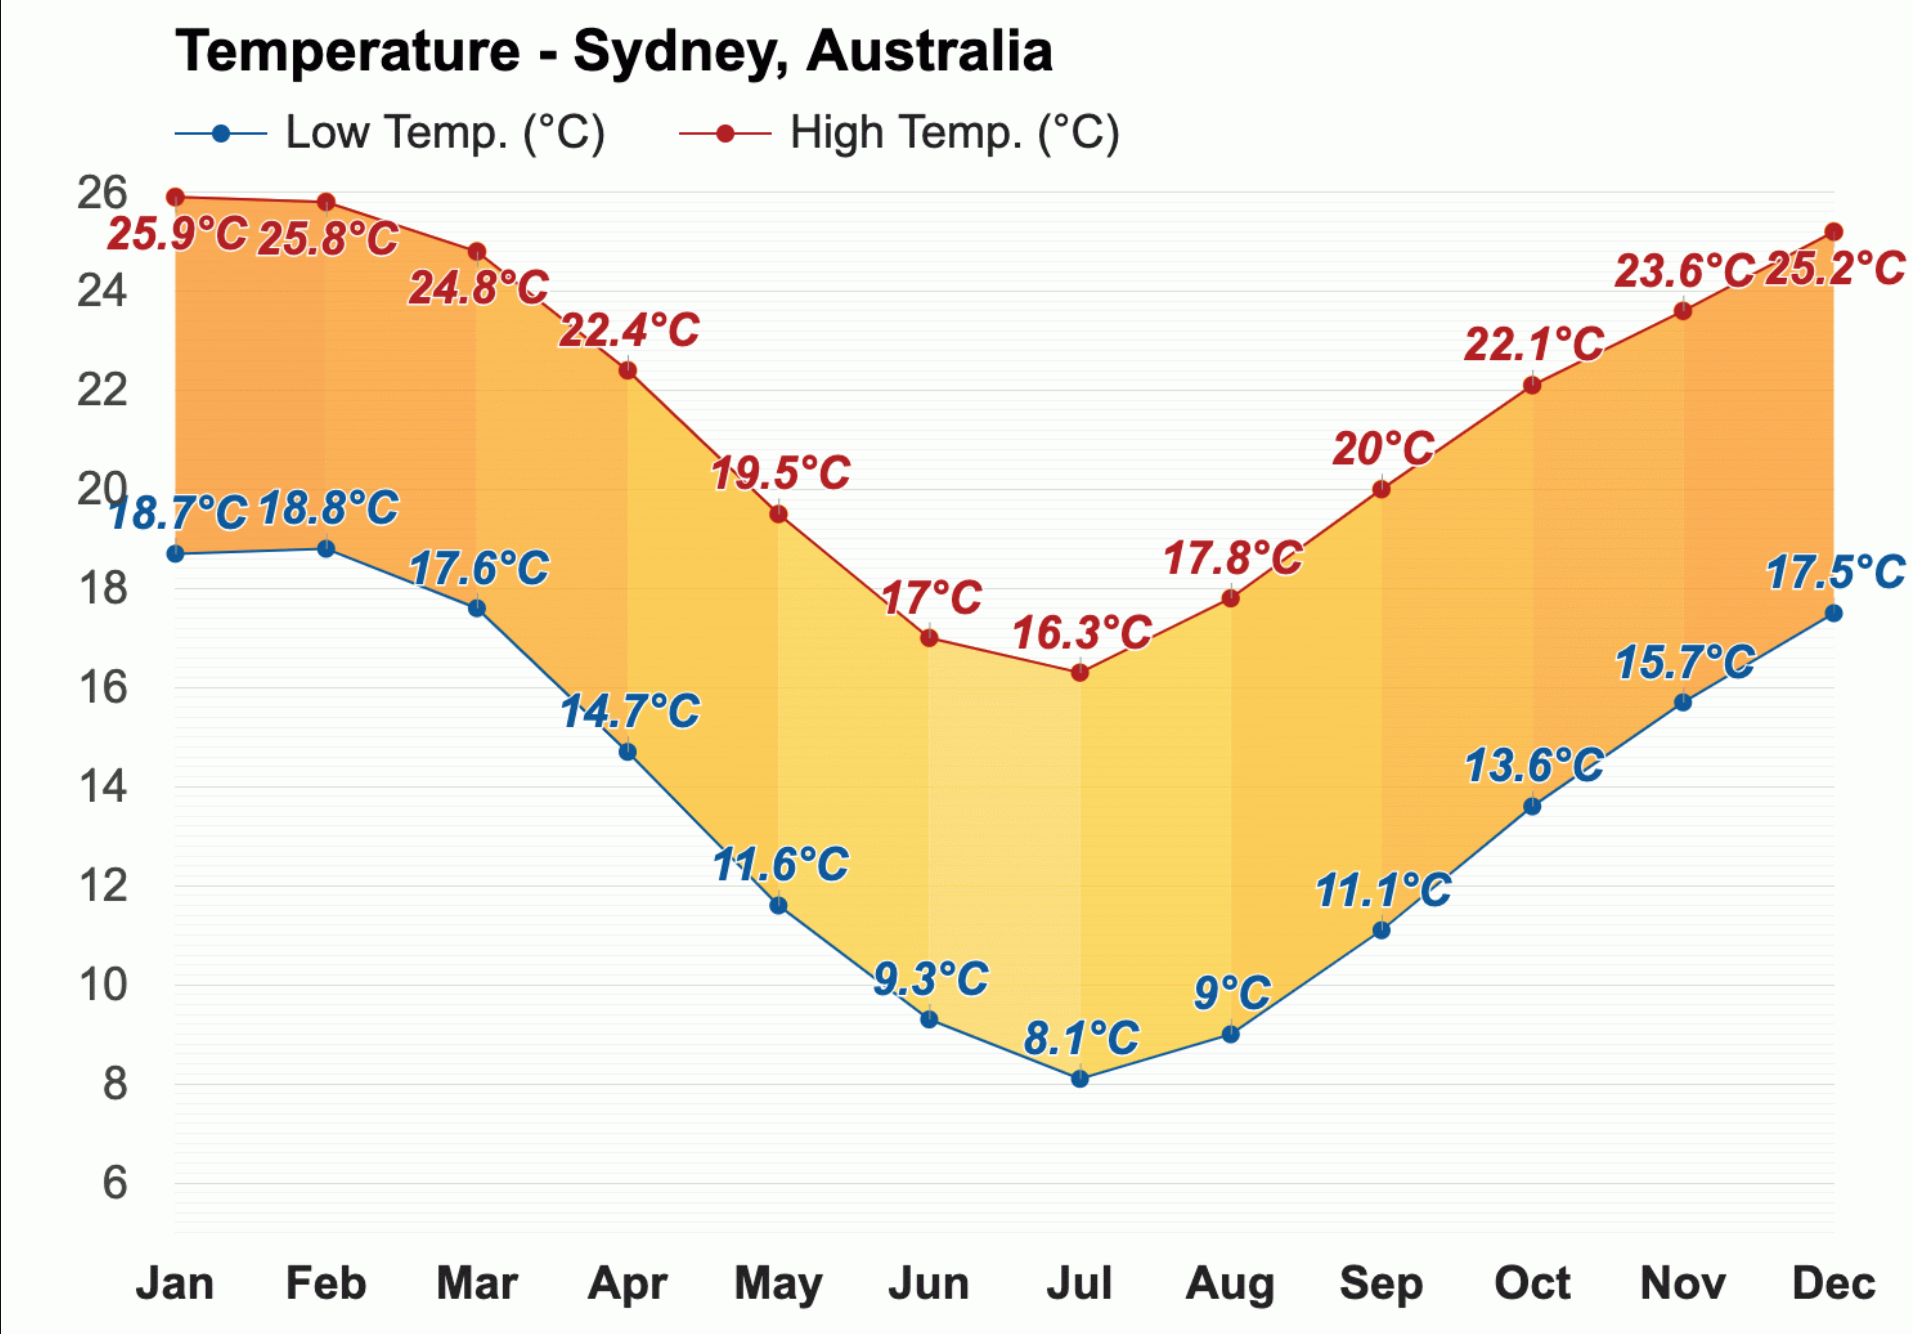 Temperature - Sydney, Australia
Low Temp. (°C) High Temp. (°C)
26
25.9°C 25.8°C 24.8°C 22.4°C 19.5°C 17°C 16.3°C 17.8°C 20°C 22.1°C 23.6°C 25.2°C
24
22
20
18.7°C 18.8°C 17.6°C 14.7°C 11.6°C 9.3°C 8.1°C 9°C 11.1°C 13.6°C 15.7°C 17.5°C
18
16
14
12
10
8
6
Jan Feb Mar Apr May Jun Jul Aug Sep Oct Nov Dec